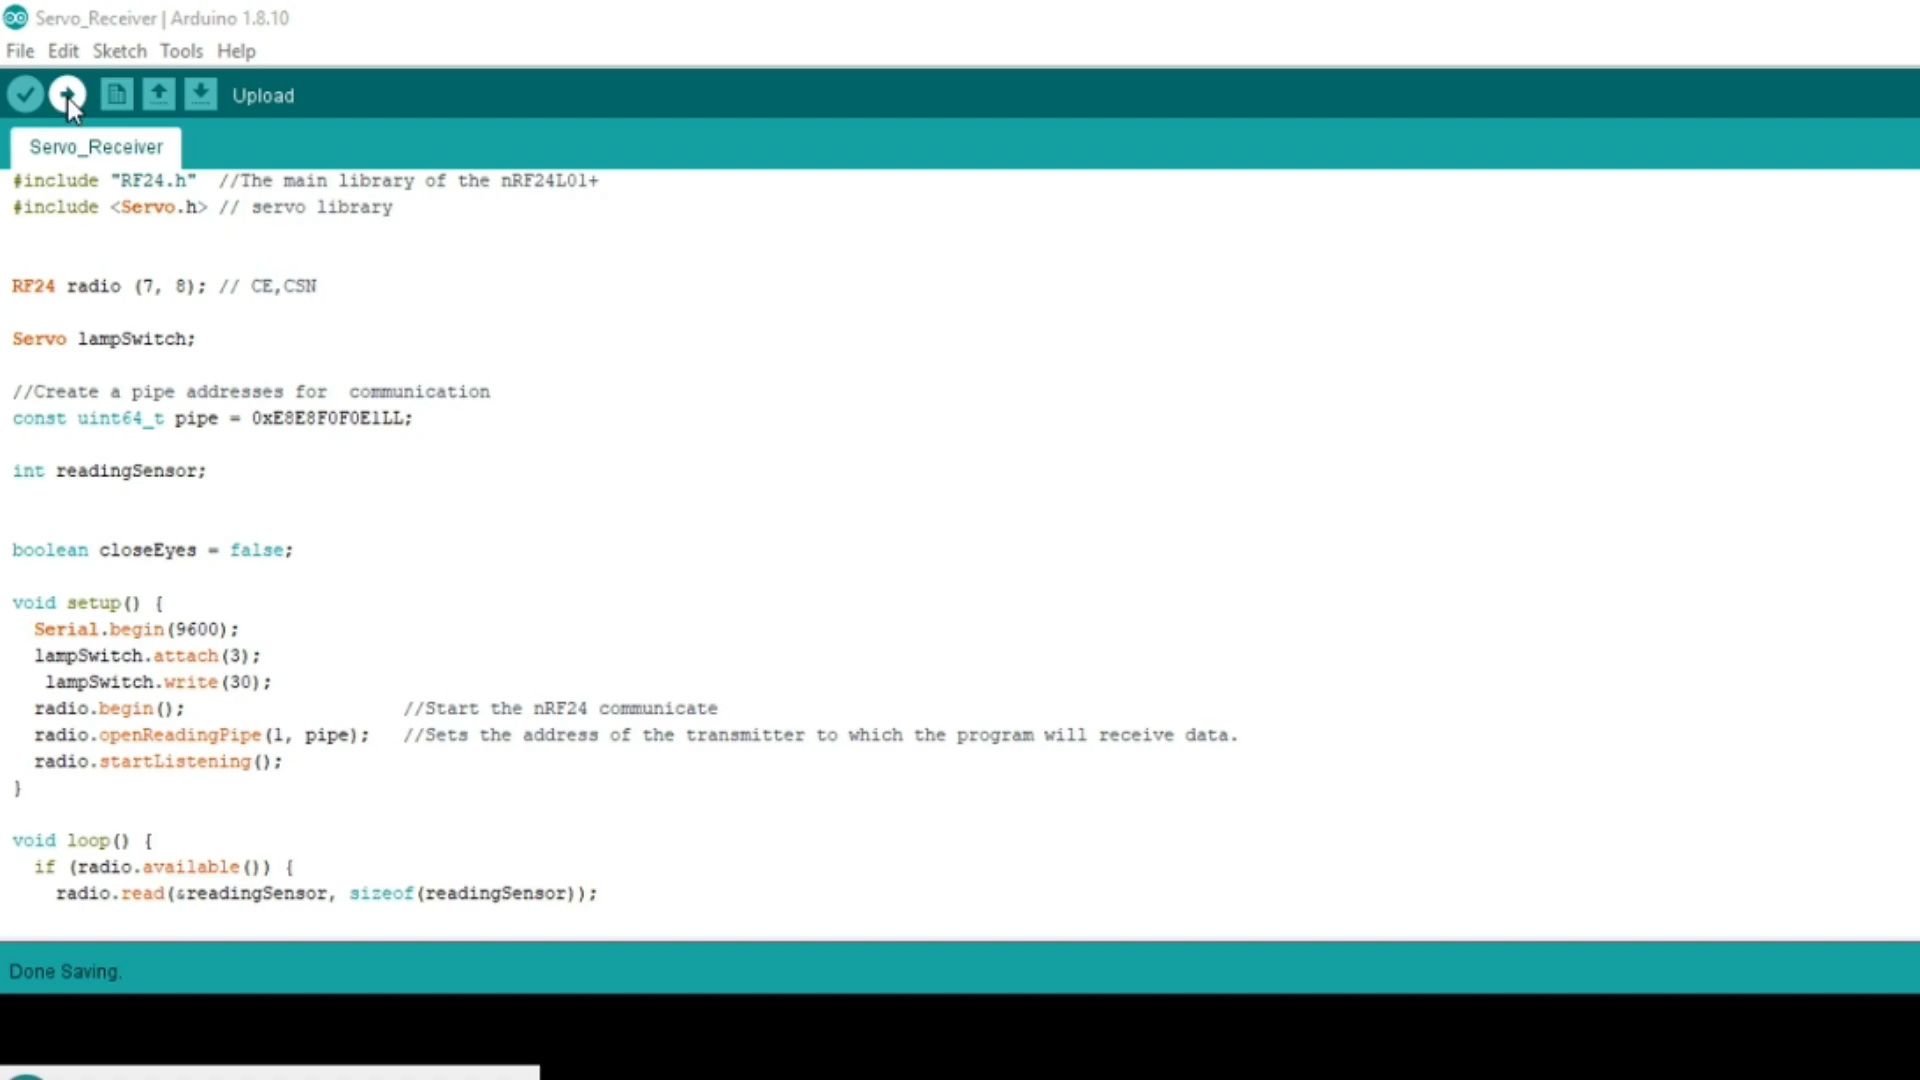 Servo_Receiver | Arduino 1.8.10
File Edit Sketch Tools Help
Upload
Servo_Receiver
#include "RF24.h" //The main library of the nRF24L01+
#include <Servo.h> // servo library
RF24 radio (7, 8); // CE,CSN
Servo lampSwitch;
//Create a pipe addresses for  communication
const uint64_t pipe = 0xE8E8F0F0E1LL;
int readingSensor;
boolean closeEyes = false;
void setup() {
Serial.begin(9600);
lampSwitch.attach(3);
lampSwitch.write(30);
radio.begin(); //Start the nRF24 communicate
radio.openReadingPipe(1, pipe); //Sets the address of the transmitter to which the program will receive data.
radio.startListening();
}
void loop() {
if (radio.available()) {
radio.read(&readingSensor, sizeof(readingSensor));
Done Saving.